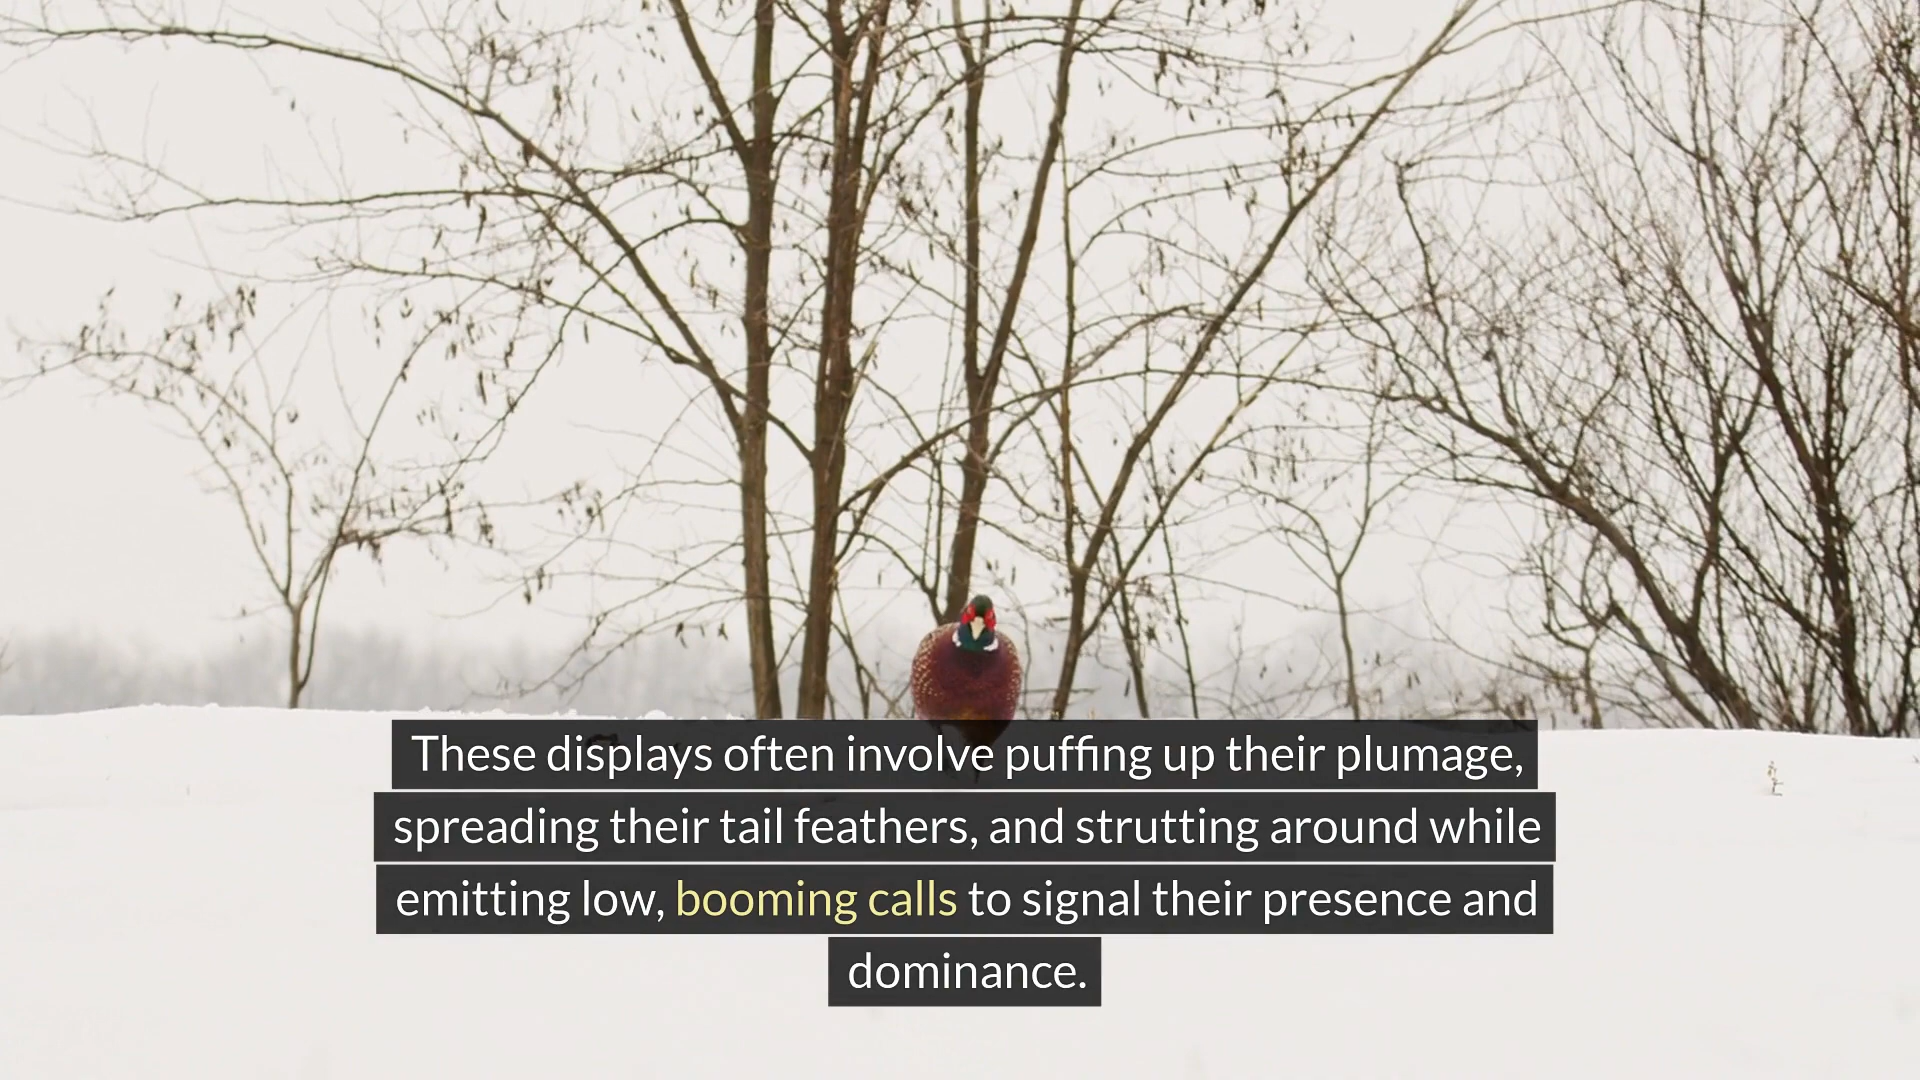 These displays often involve puffing up their plumage,
spreading their tail feathers, and strutting around while
emitting low, booming calls to signal their presence and
dominance.